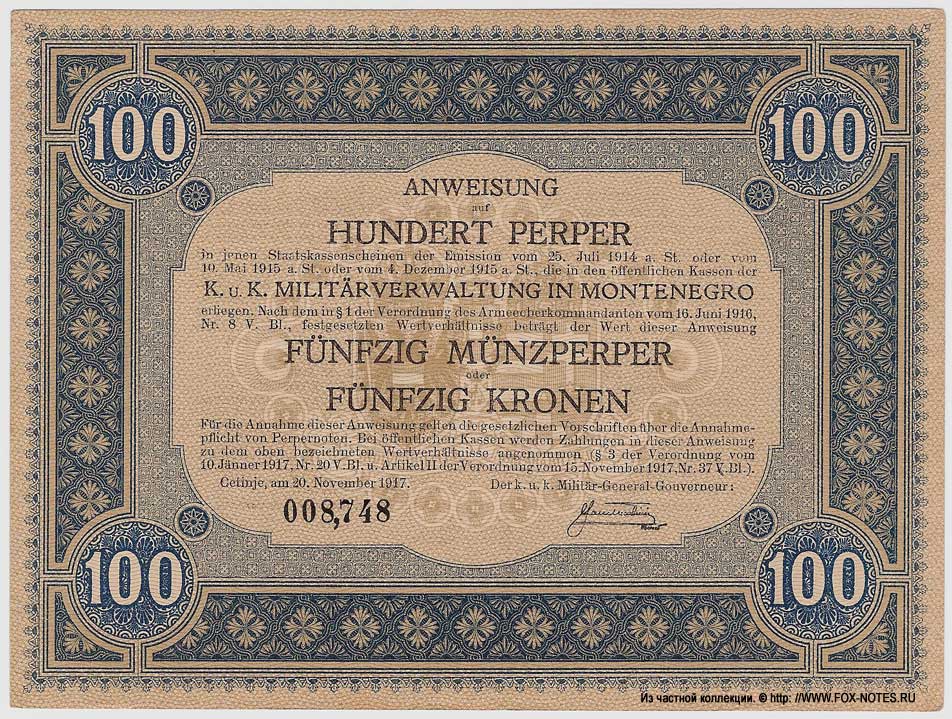 100 100
ANWEISUNG
auf
HUNDERT PERPER
in jenen Staatskassenscheinen der Emission vom 25. Juli 1914 a. St. oder vom
10. Mai 1915 a. St. oder vom 4. Dezember 1915 a. St., die in den öffentlichen Kassen der
K. u. K. MILITÄRVERWALTUNG IN MONTENEGRO
erliegen. Nach dem in § 1 der Verordnung des Armeeoberkommandanten vom 16. Juni 1916,
Nr. 8 V. Bl., festgesetzten Wertverhältnisse beträgt der Wert dieser Anweisung
FÜNFZIG MÜNZPERPER
oder
FÜNFZIG KRONEN
Für die Annahme dieser Anweisung gelten die gesetzlichen Vorschriften über die Annahme-
pflicht von Perpernoten. Bei öffentlichen Kassen werden Zahlungen in dieser Anweisung
zu dem oben bezeichneten Wertverhältnisse angenommen (§ 3 der Verordnung vom
10. Jänner 1917, Nr. 20 V. Bl. u. Artikel II der Verordnung vom 15. November 1917, Nr. 37 V. Bl.).
Cetinje, am 20. November 1917. Der k. u. k. Militär-General-Gouverneur:
008,748
100 100
Из частной коллекции. © http: //WWW.FOX-NOTES.RU